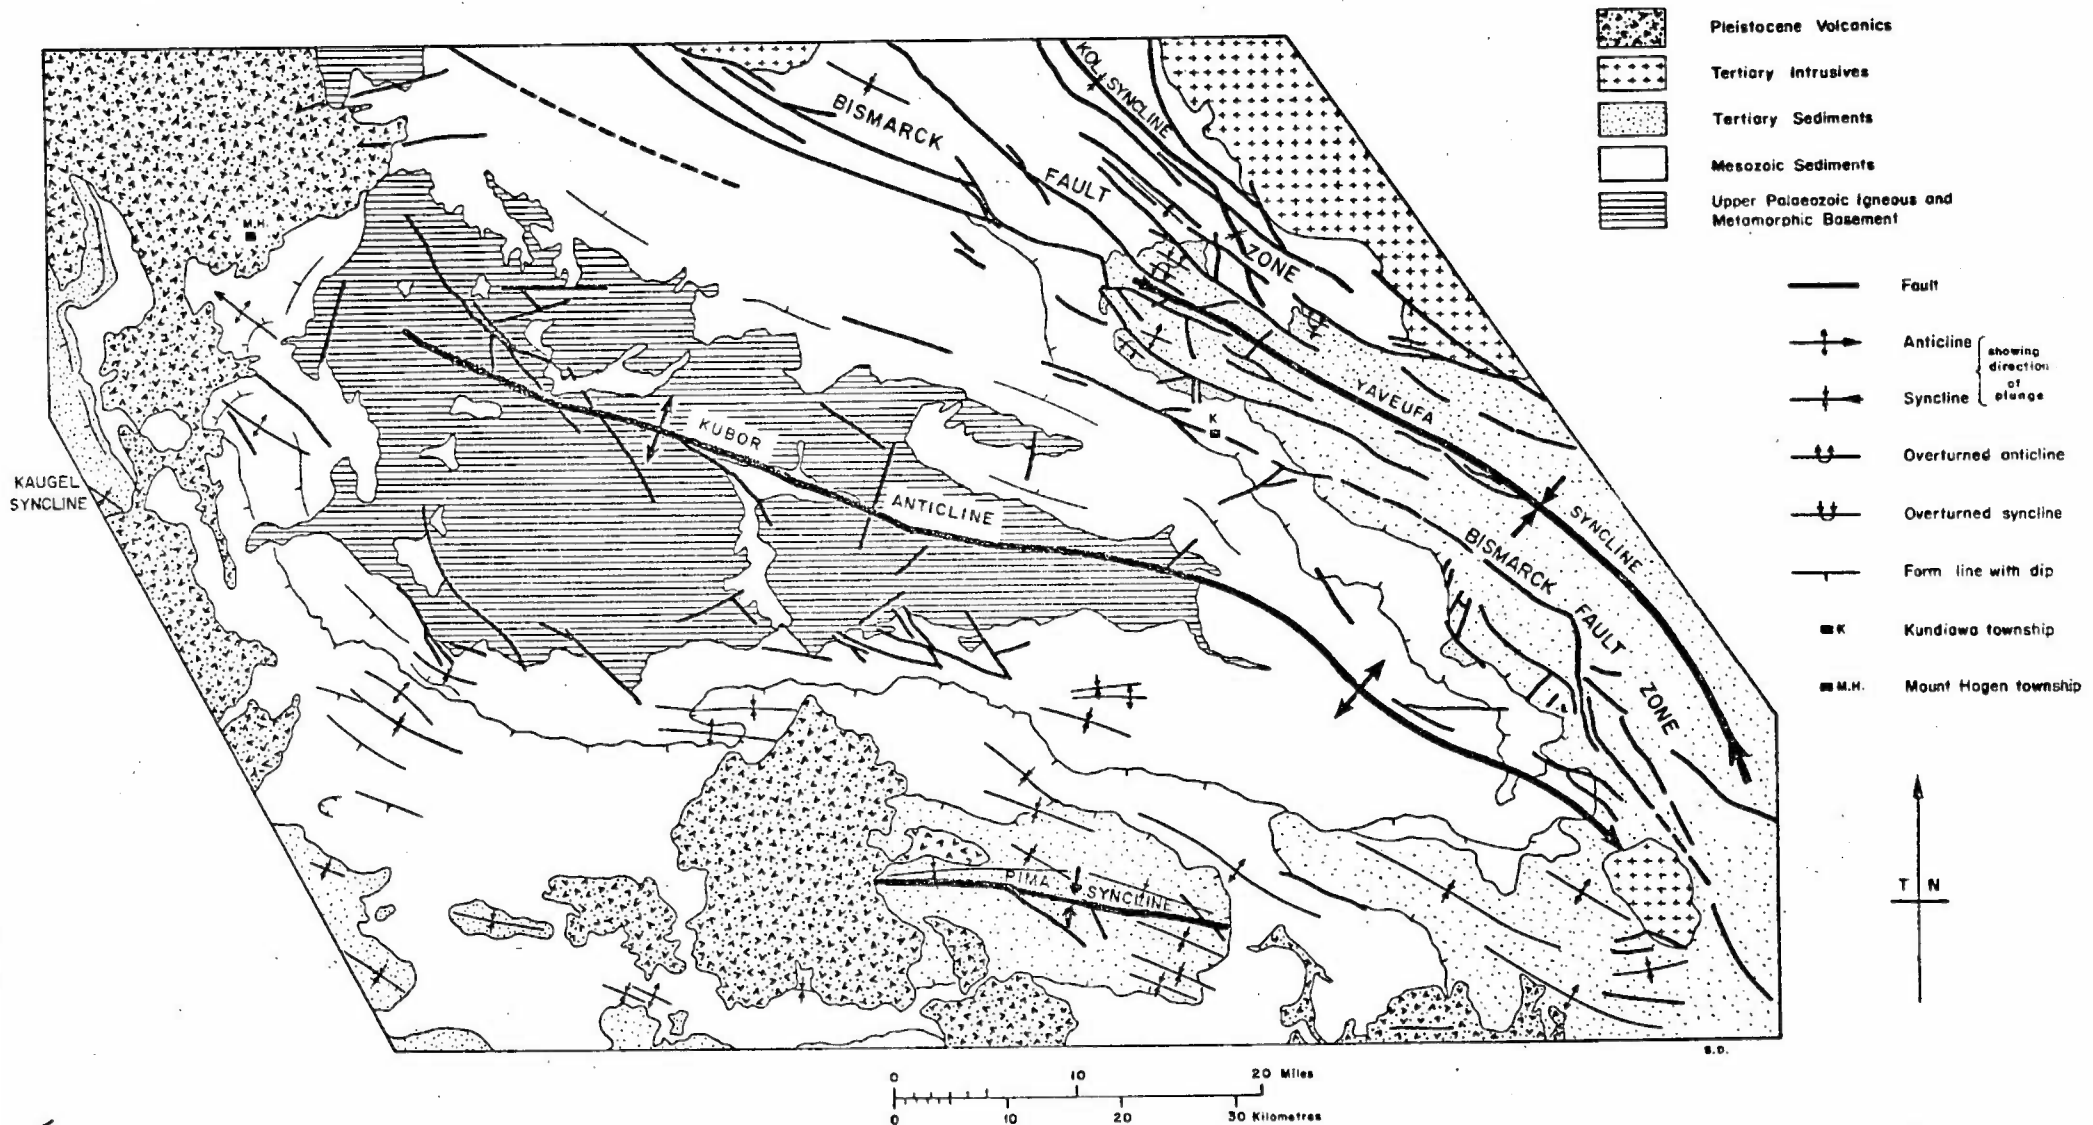 Pleistocene Volcanics
Tertiary Intrusives
Tertiary Sediments
Mesozoic Sediments
Upper Palaeozoic Igneous and
Metamorphic Basement
Fault
Anticline
Syncline
showing
direction
of
plunge
Overturned anticline
Overturned syncline
Form line with dip
K
Kundiawa township
M.H.
Mount Hagen township
T N
KOL SYNCLINE
BISMARCK
FAULT
ZONE
M.H.
YAVEUFA
SYNCLINE
K
KUBOR
ANTICLINE
KAUGEL
SYNCLINE
BISMARCK
FAULT
ZONE
PIMA SYNCLINE
S.D.
0 10 20 Miles
0 10 20 30 Kilometres